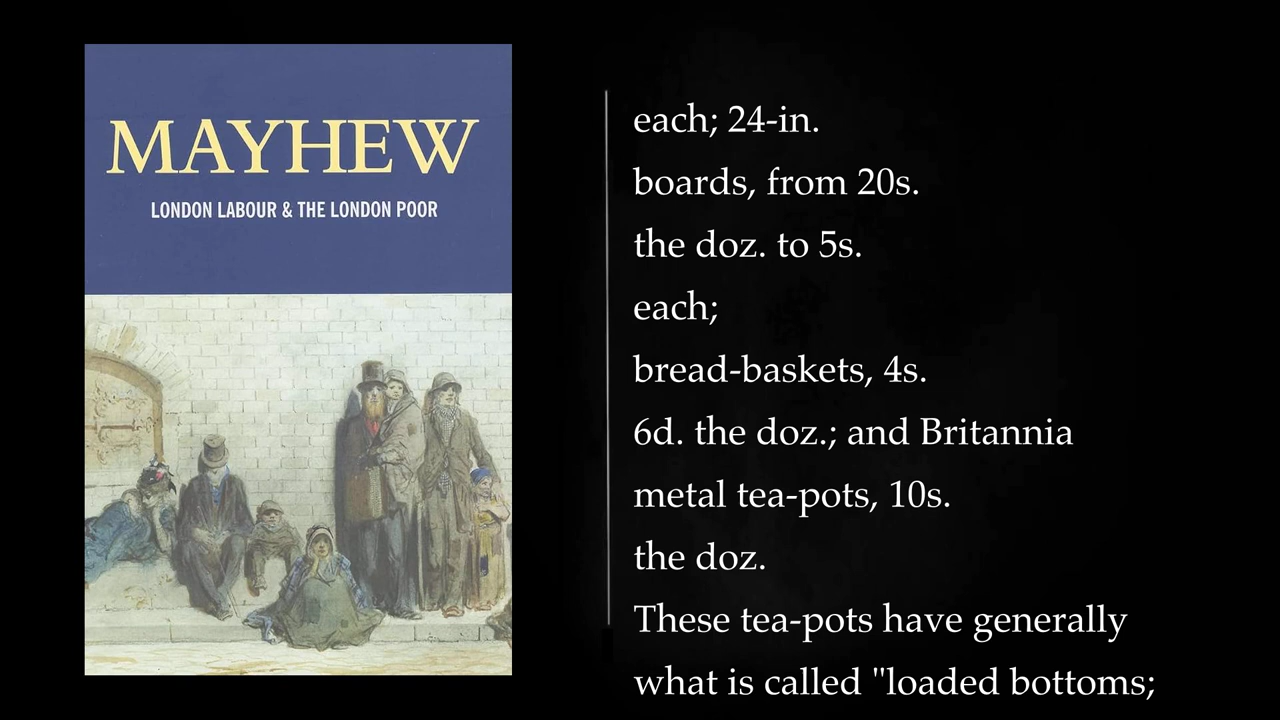 MAYHEW
LONDON LABOUR & THE LONDON POOR
each; 24-in.
boards, from 20s.
the doz. to 5s.
each;
bread-baskets, 4s.
6d. the doz.; and Britannia
metal tea-pots, 10s.
the doz.
These tea-pots have generally
what is called "loaded bottoms;